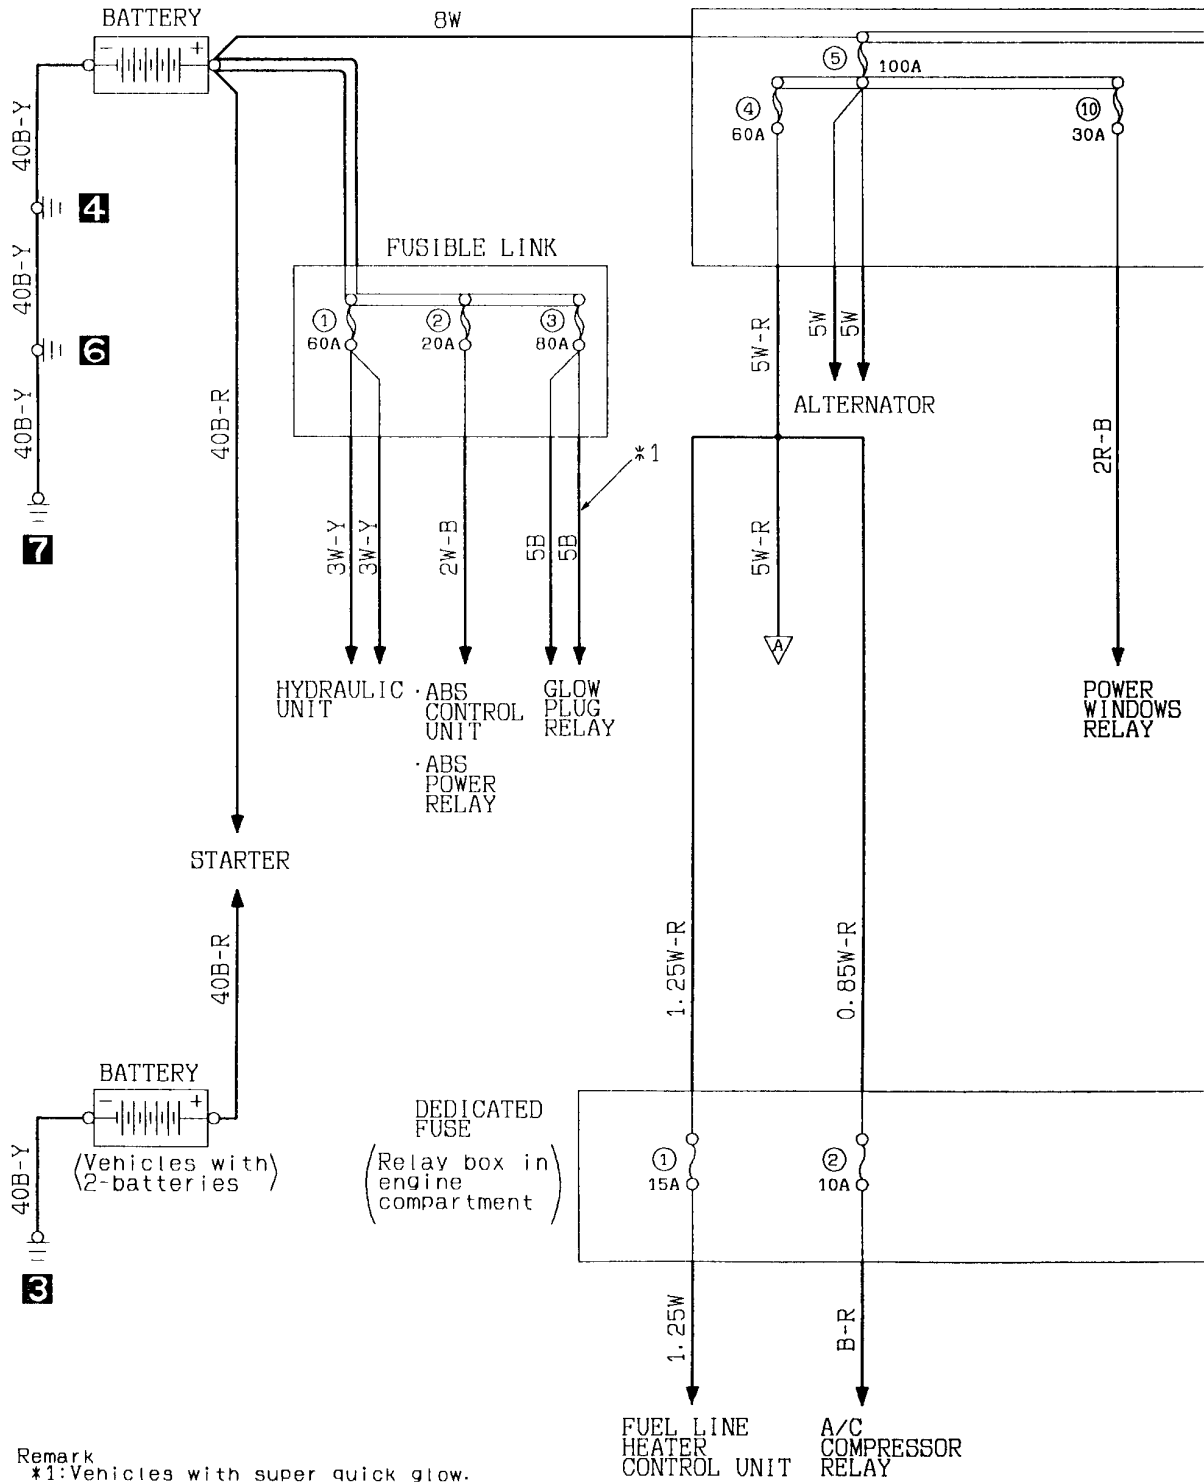 BATTERY
8W
- +
⑤
100A
④
60A
⑩
30A
40B-Y
4
40B-Y
6
40B-Y
7
FUSIBLE LINK
①
60A
②
20A
③
80A
40B-R
5W-R
5W
5W
ALTERNATOR
2R-B
*1
3W-Y
3W-Y
2W-B
5B
5B
5W-R
A
HYDRAULIC
UNIT
·ABS
CONTROL
UNIT
·ABS
POWER
RELAY
GLOW
PLUG
RELAY
POWER
WINDOWS
RELAY
STARTER
40B-R
1.25W-R
0.85W-R
BATTERY
- +
(Vehicles with
2-batteries)
40B-Y
3
DEDICATED
FUSE
(Relay box in
engine
compartment)
①
15A
②
10A
1.25W
B-R
FUEL LINE
HEATER
CONTROL UNIT
A/C
COMPRESSOR
RELAY
Remark
*1:Vehicles with super quick glow.